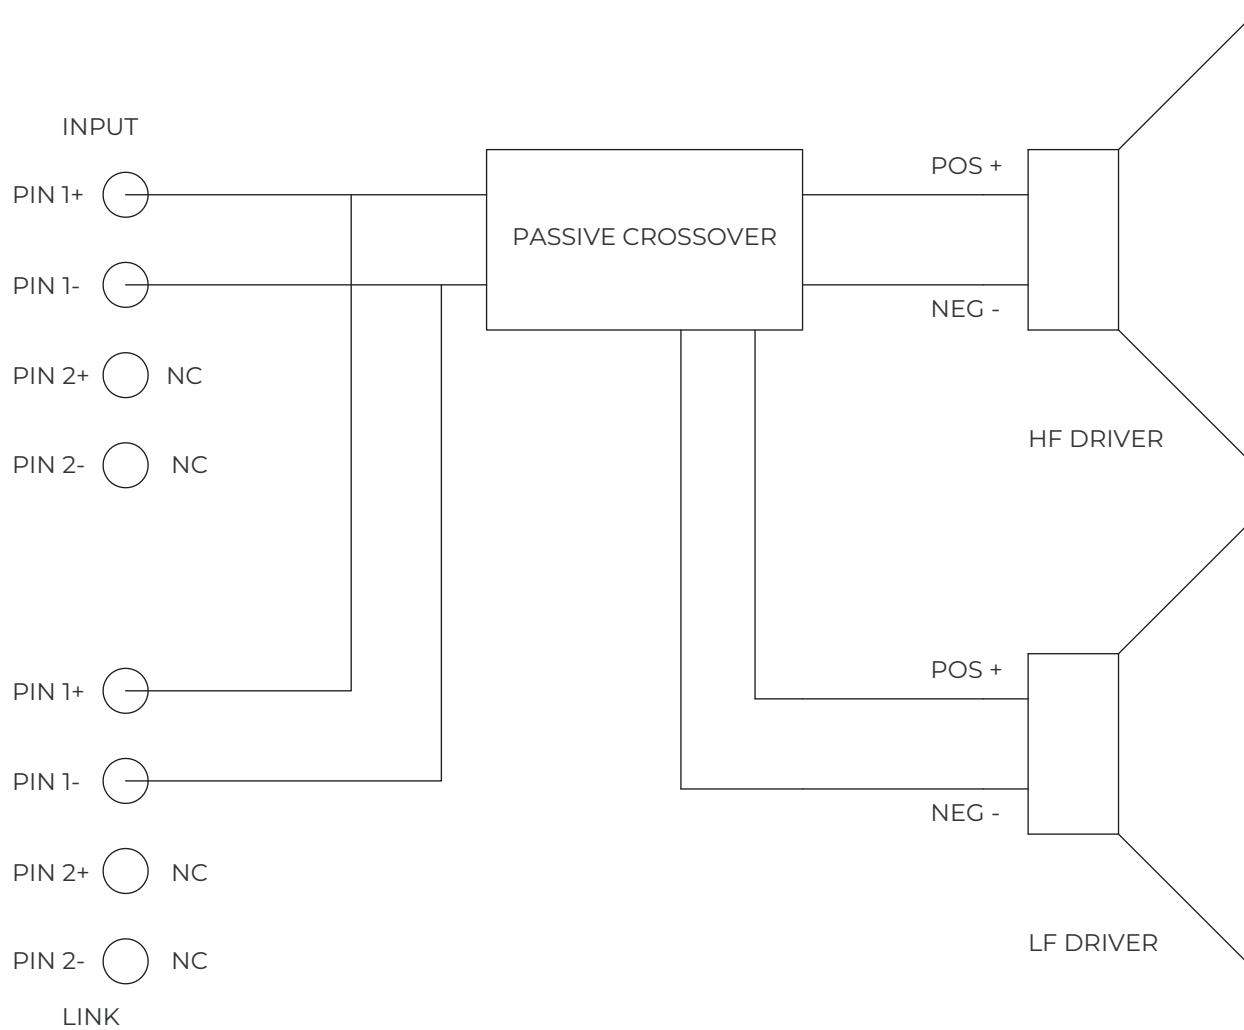 INPUT
PIN 1+
PIN 1-
PIN 2+ NC
PIN 2- NC
PASSIVE CROSSOVER
POS +
NEG -
HF DRIVER
PIN 1+
PIN 1-
PIN 2+ NC
PIN 2- NC
LINK
POS +
NEG -
LF DRIVER